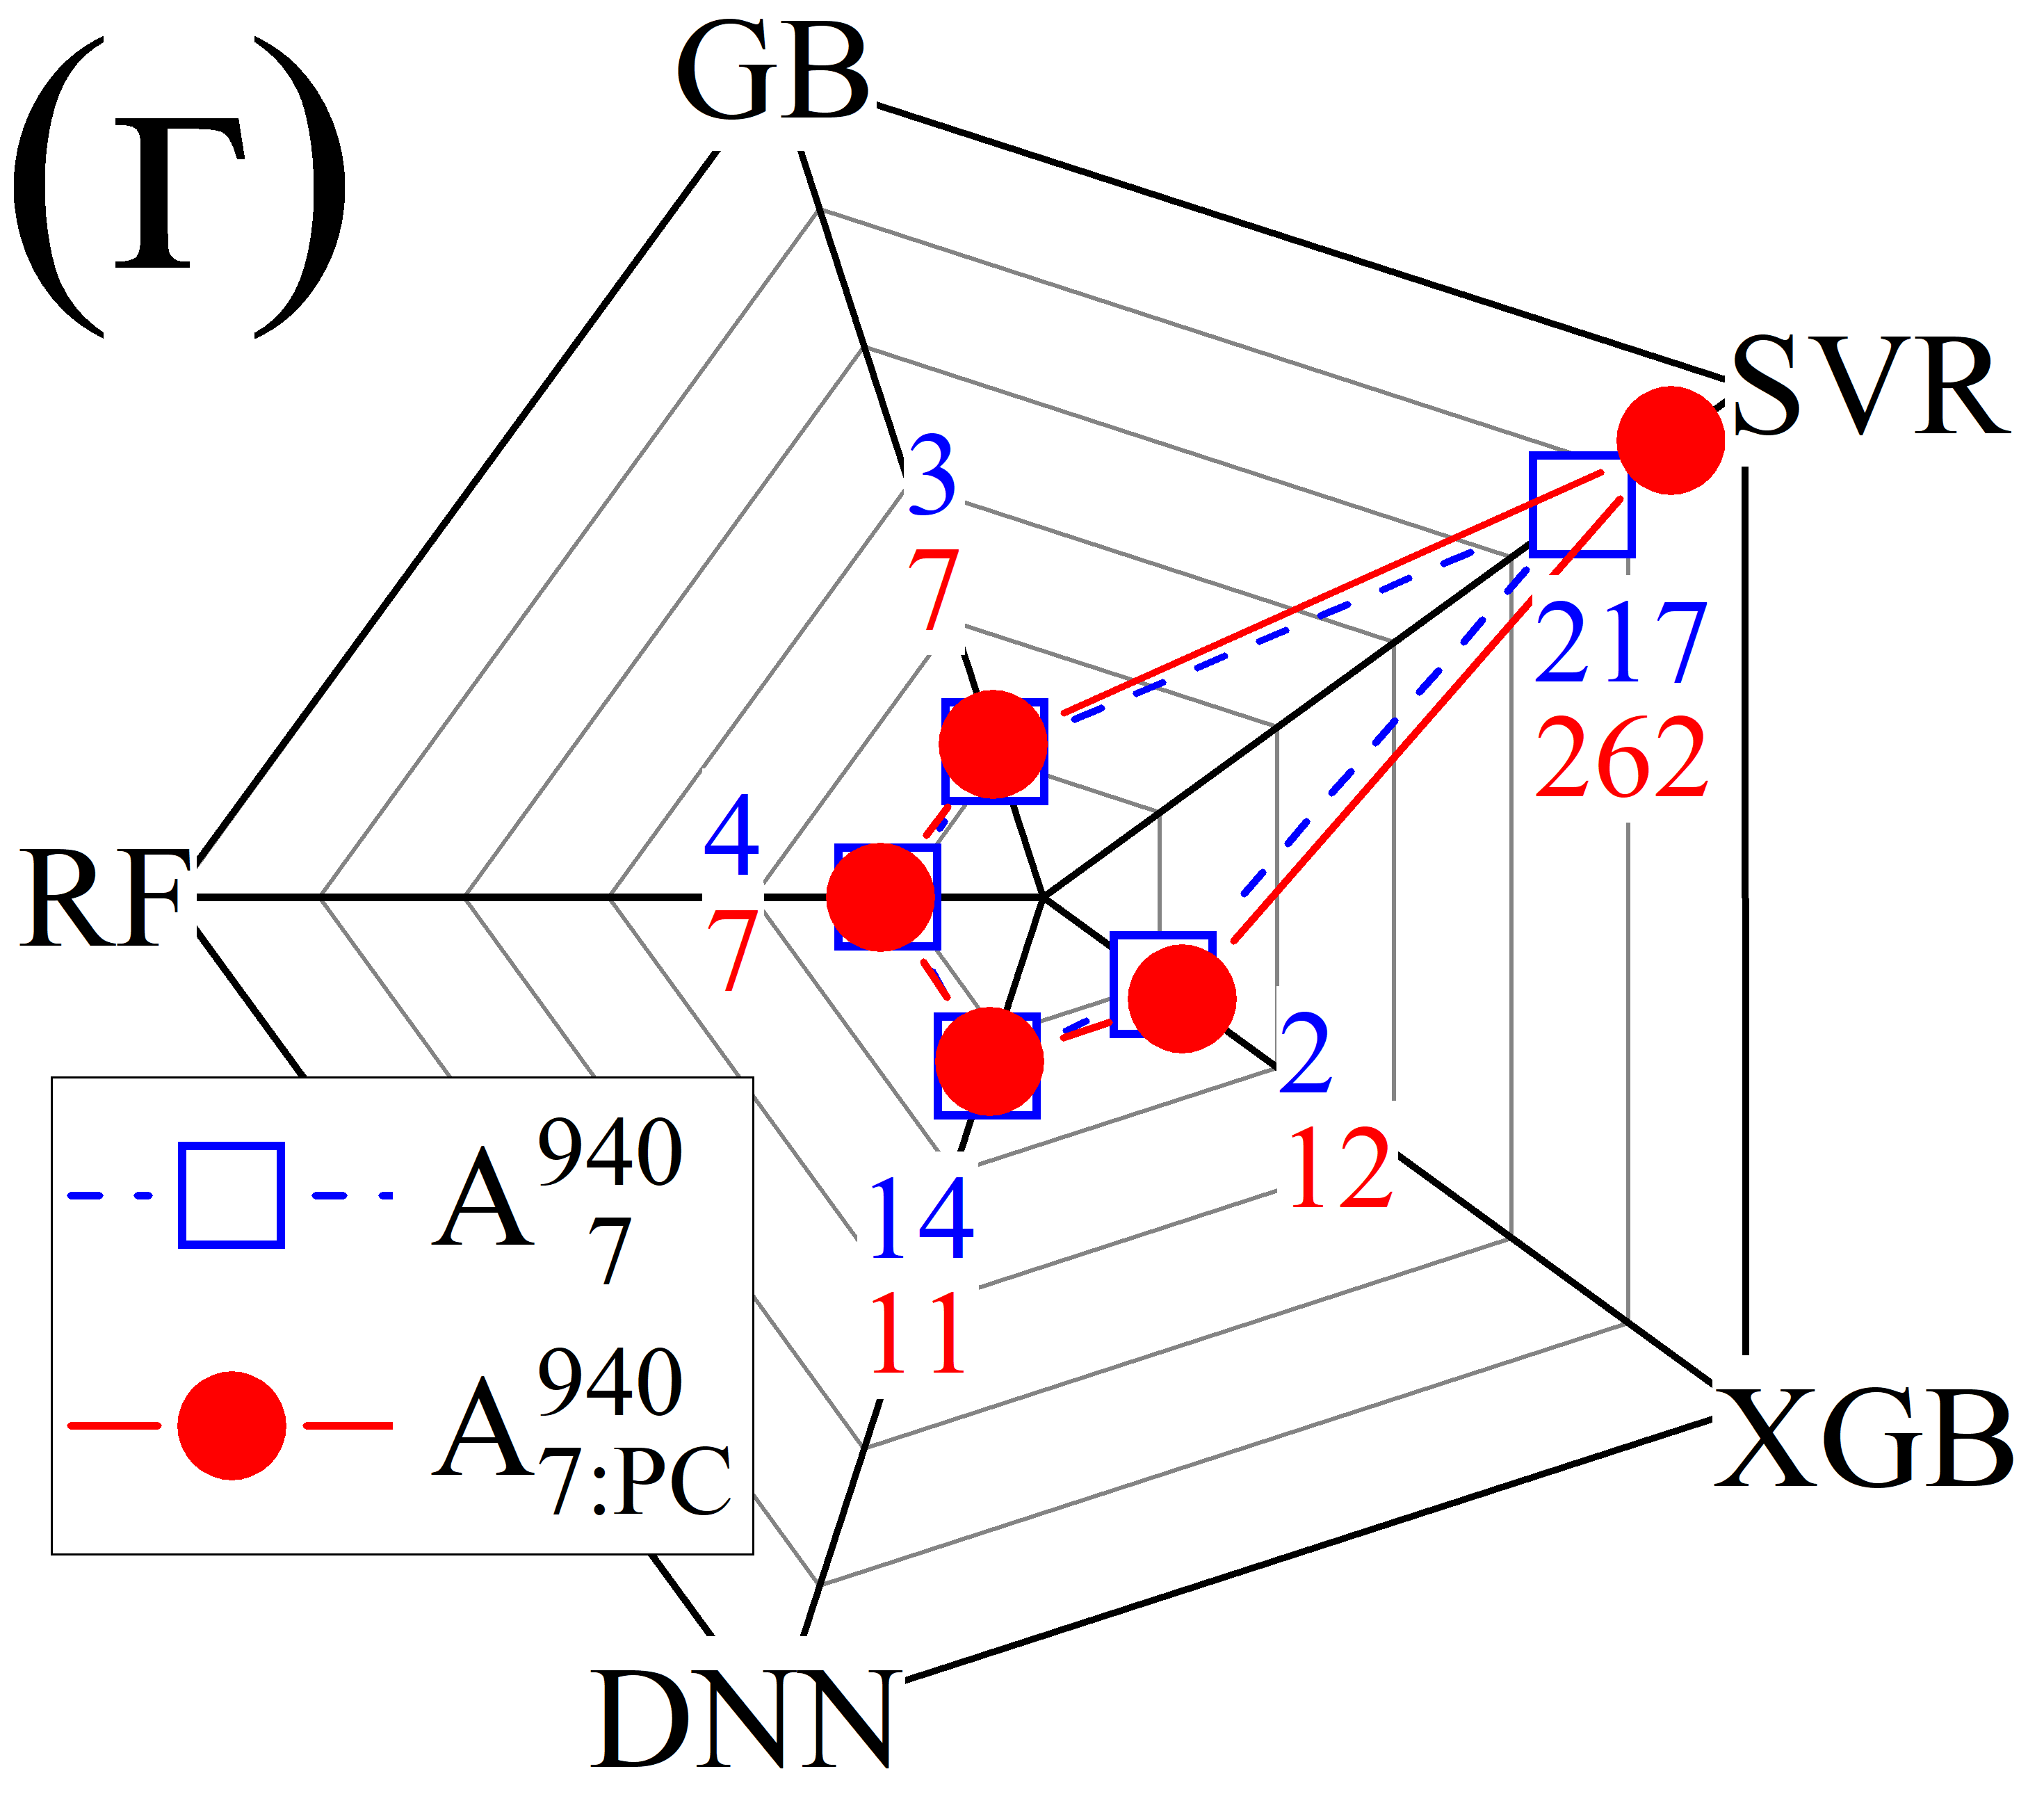 (г)
GB
SVR
3
7
217
262
4
7
RF
2
12
14
11
A 940 7
A 940 7:PC
XGB
DNN